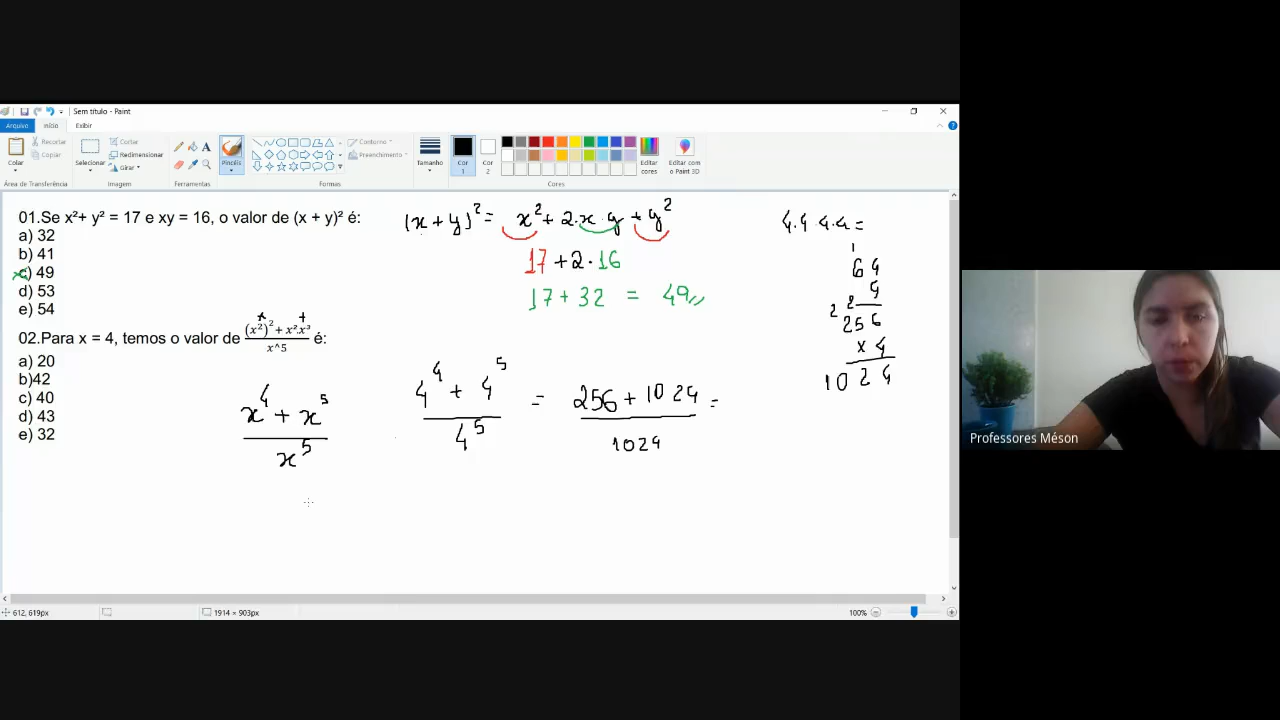 Sem título - Paint
Arquivo Início Exibir
Colar
Recortar
Copiar
Selecionar
Cortar
Redimensionar
Girar
Pincéis
Contorno
Preenchimento
Tamanho
Cor 1
Cor 2
Editar cores
Editar com o Paint 3D
Área de Transferência Imagem Ferramentas Formas Cores
01.Se x²+ y² = 17 e xy = 16, o valor de (x + y)² é:
a) 32
b) 41
c) 49
d) 53
e) 54
(x + y)² = x² + 2·x·y + y²
17 + 2·16
17 + 32 = 49
4.4.4.4=
1
64
4
2 2
256
x 4
1024
02.Para x = 4, temos o valor de (x²)² + x².x³ / x^5 é:
a) 20
b)42
c) 40
d) 43
e) 32
x⁴ + x⁵
x⁵
4⁴ + 4⁵ = 256 + 1024 =
4⁵ 1024
Professores Méson
612, 619px 1914 × 903px 100%